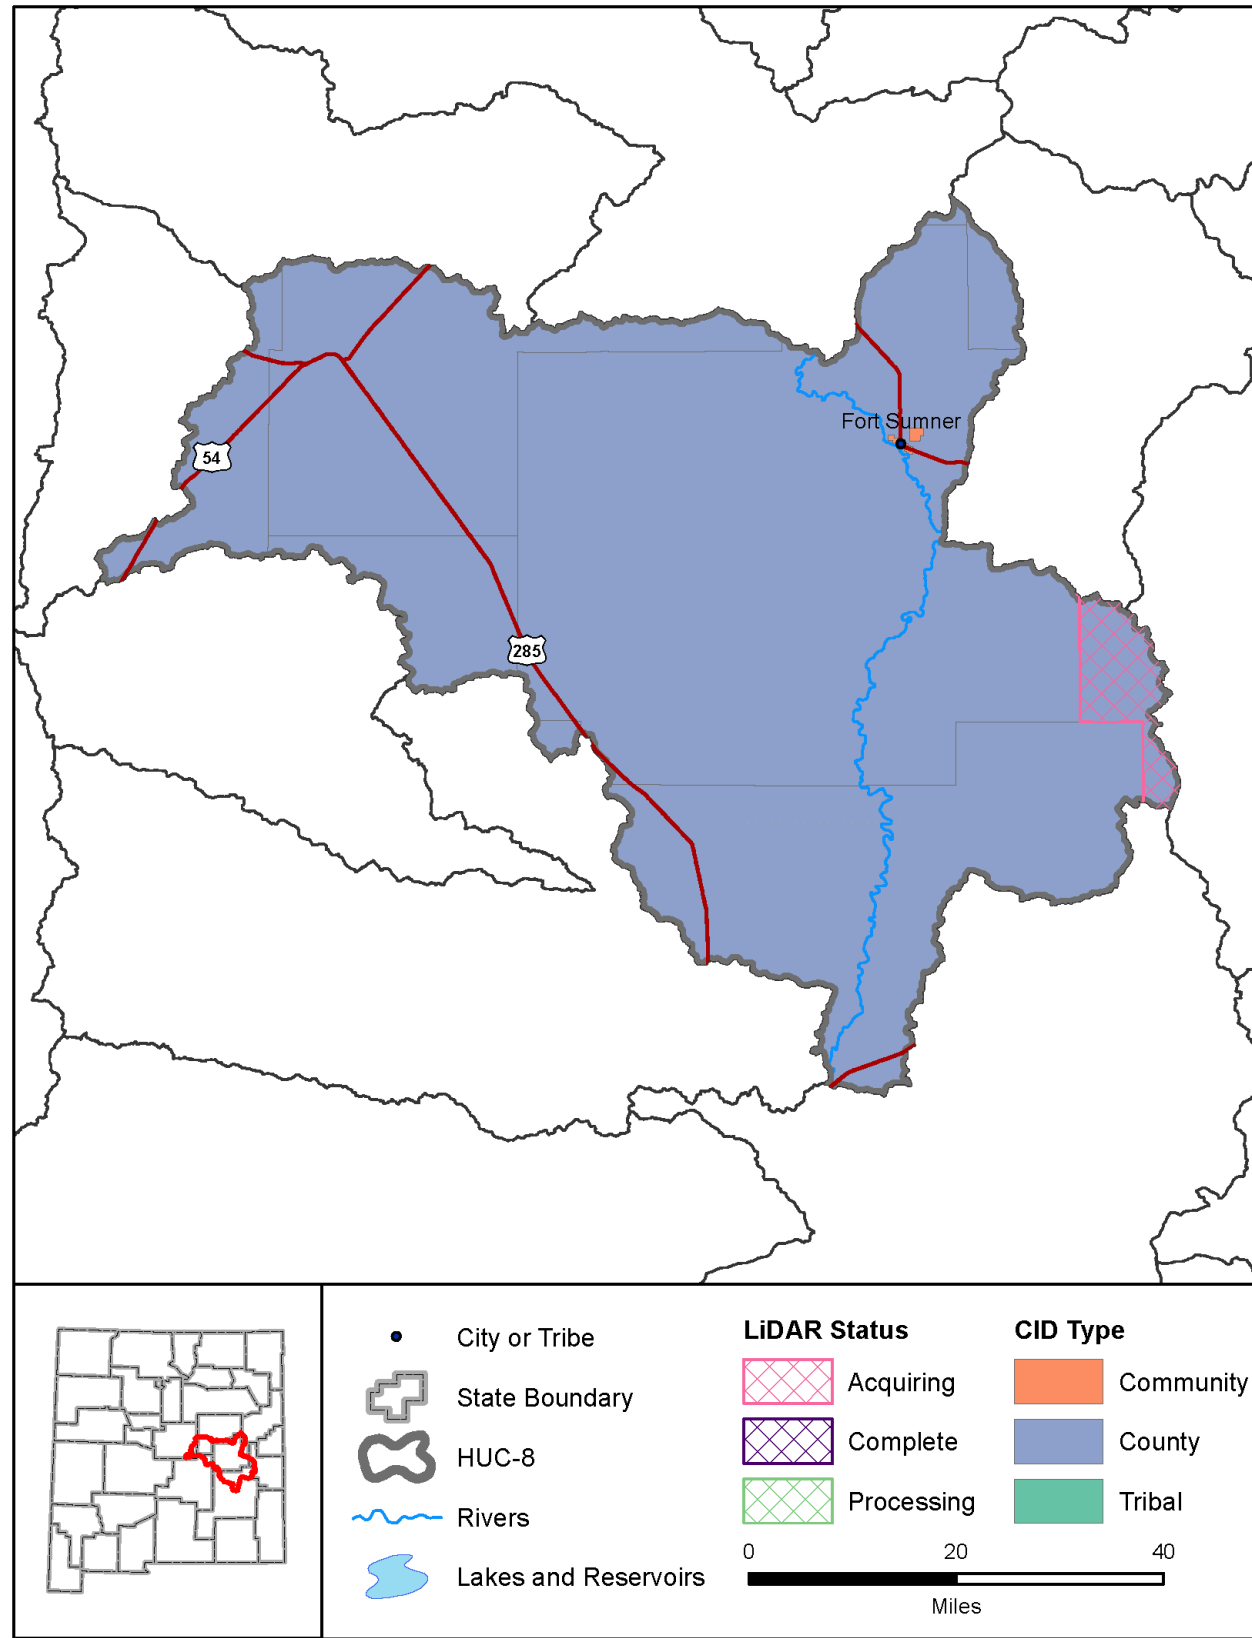 Fort Sumner
54
285
City or Tribe
State Boundary
HUC-8
Rivers
Lakes and Reservoirs
LiDAR Status
Acquiring
Complete
Processing
CID Type
Community
County
Tribal
0 20 40
Miles